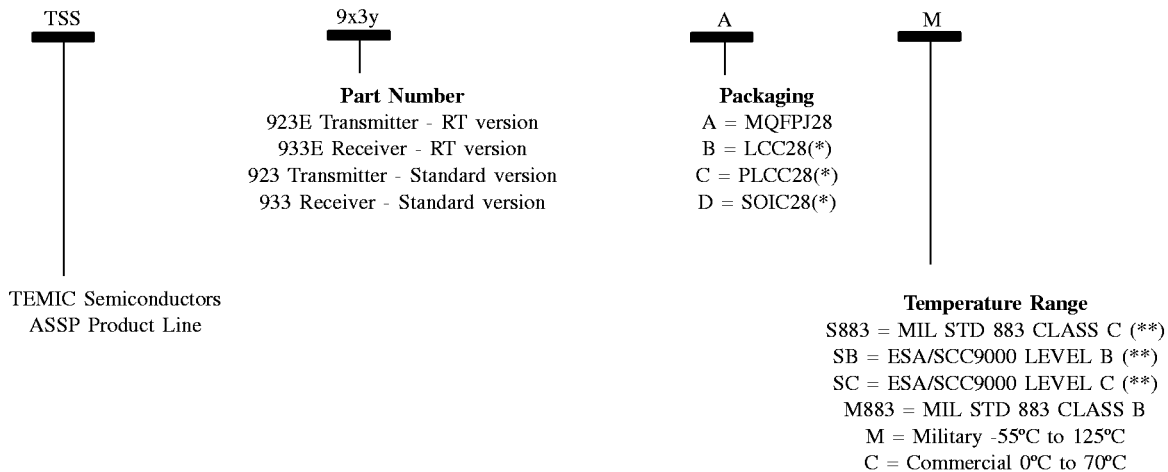 TSS 9x3y A M
Part Number
923E Transmitter - RT version
933E Receiver - RT version
923 Transmitter - Standard version
933 Receiver - Standard version
Packaging
A = MQFPJ28
B = LCC28(*)
C = PLCC28(*)
D = SOIC28(*)
TEMIC Semiconductors
ASSP Product Line
Temperature Range
S883 = MIL STD 883 CLASS C (**)
SB = ESA/SCC9000 LEVEL B (**)
SC = ESA/SCC9000 LEVEL C (**)
M883 = MIL STD 883 CLASS B
M = Military -55ºC to 125ºC
C = Commercial 0ºC to 70ºC